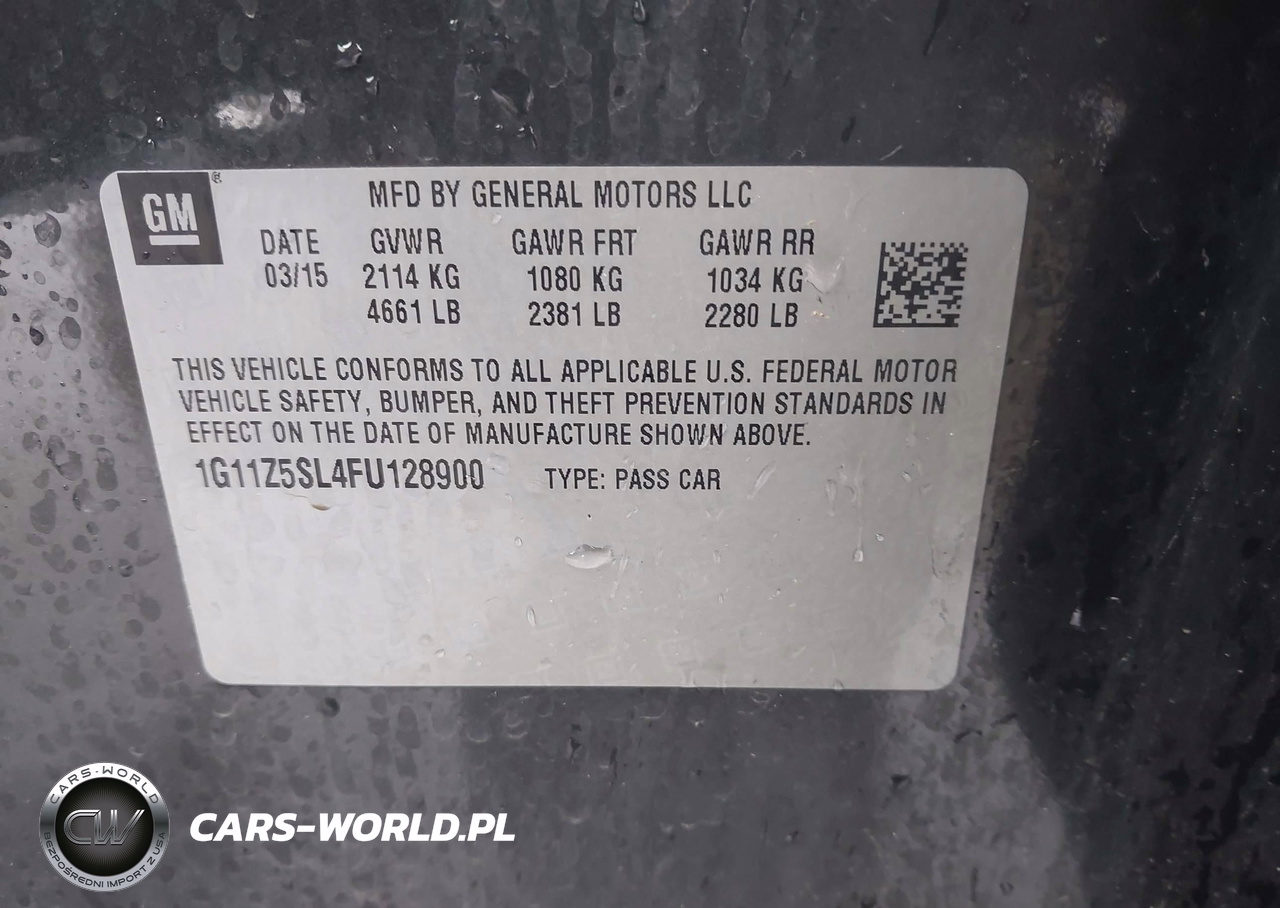 GM ®
MFD BY GENERAL MOTORS LLC
DATE GVWR GAWR FRT GAWR RR
03/15 2114 KG 1080 KG 1034 KG
4661 LB 2381 LB 2280 LB
THIS VEHICLE CONFORMS TO ALL APPLICABLE U.S. FEDERAL MOTOR
VEHICLE SAFETY, BUMPER, AND THEFT PREVENTION STANDARDS IN
EFFECT ON THE DATE OF MANUFACTURE SHOWN ABOVE.
1G11Z5SL4FU128900 TYPE: PASS CAR
CARS-WORLD
CW
BEZPOŚREDNI IMPORT Z USA
CARS-WORLD.PL